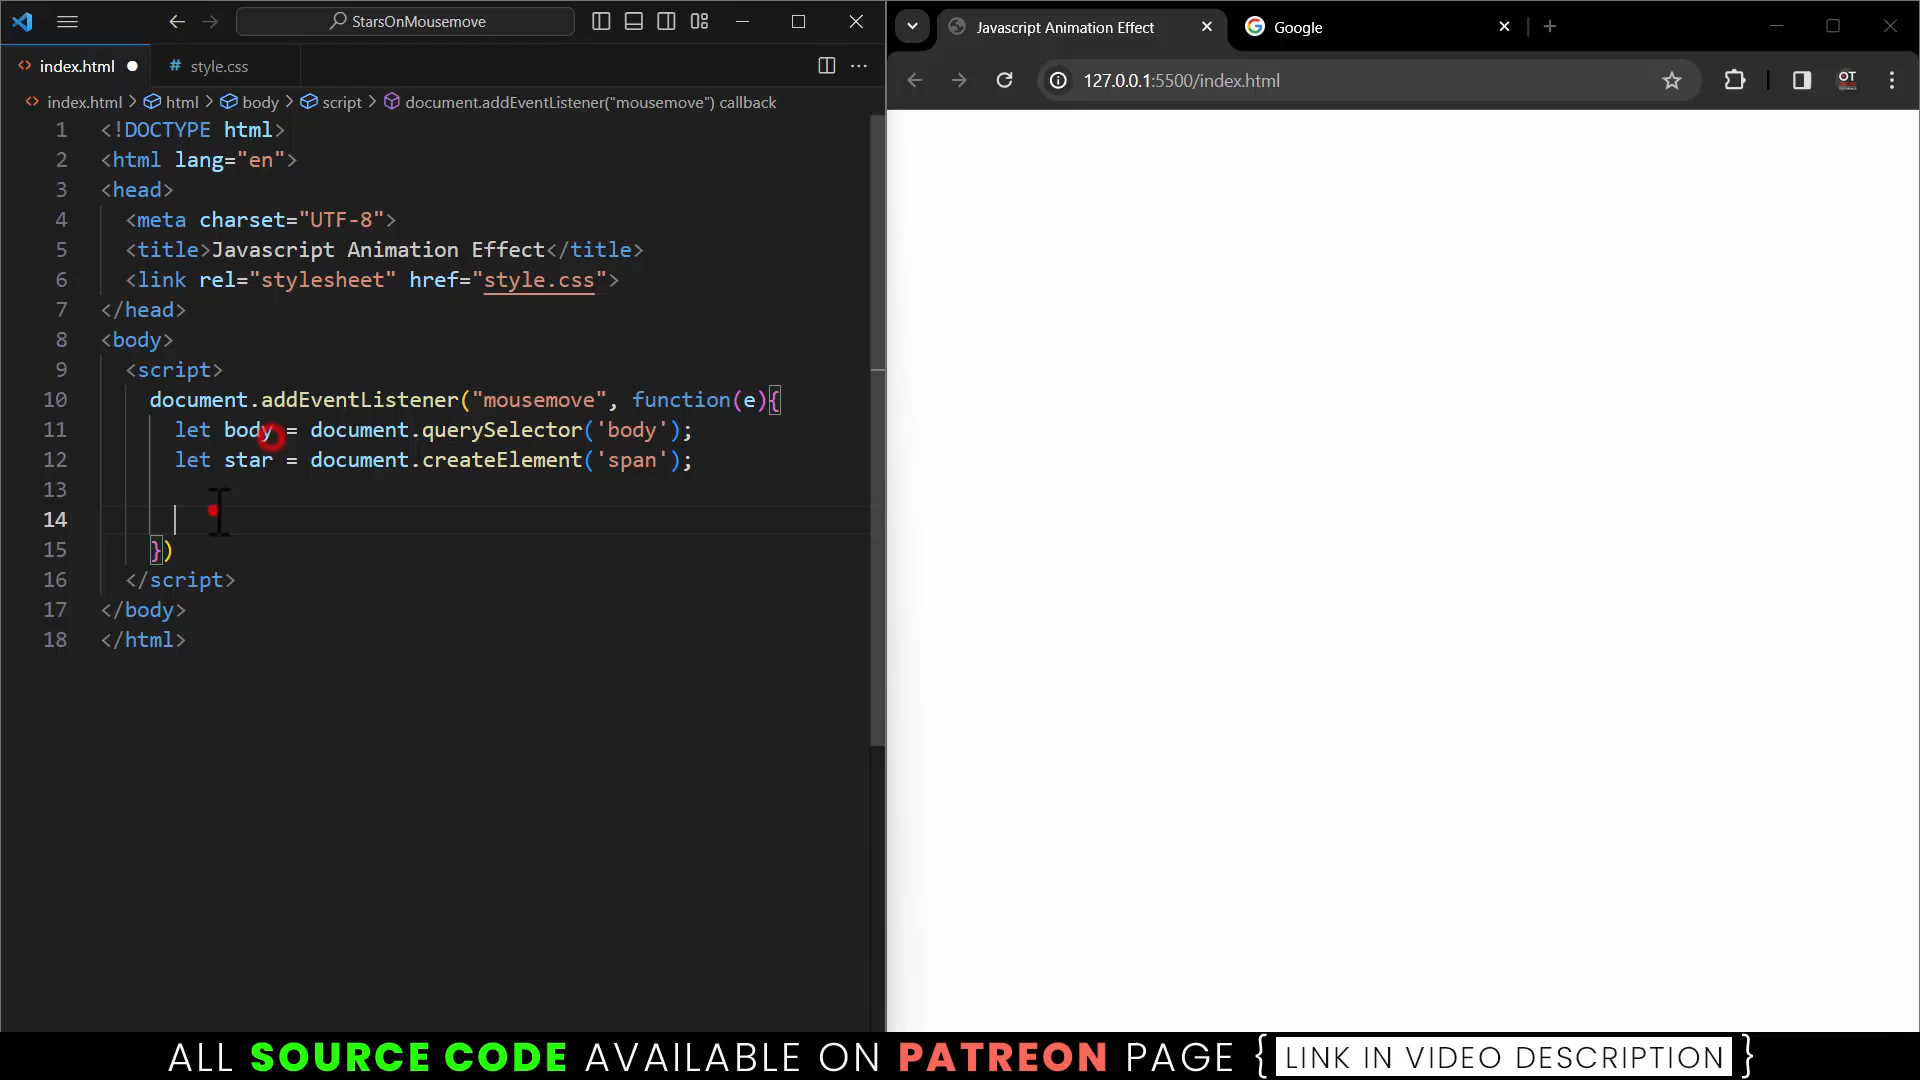 StarsOnMousemove
index.html
# style.css
index.html > html > body > script > document.addEventListener("mousemove") callback
1 <!DOCTYPE html>
2 <html lang="en">
3 <head>
4 <meta charset="UTF-8">
5 <title>Javascript Animation Effect</title>
6 <link rel="stylesheet" href="style.css">
7 </head>
8 <body>
9 <script>
10 document.addEventListener("mousemove", function(e){
11 let body = document.querySelector('body');
12 let star = document.createElement('span');
13
14
15 })
16 </script>
17 </body>
18 </html>
Javascript Animation Effect
Google
127.0.0.1:5500/index.html
OT
ALL SOURCE CODE AVAILABLE ON PATREON PAGE { LINK IN VIDEO DESCRIPTION }